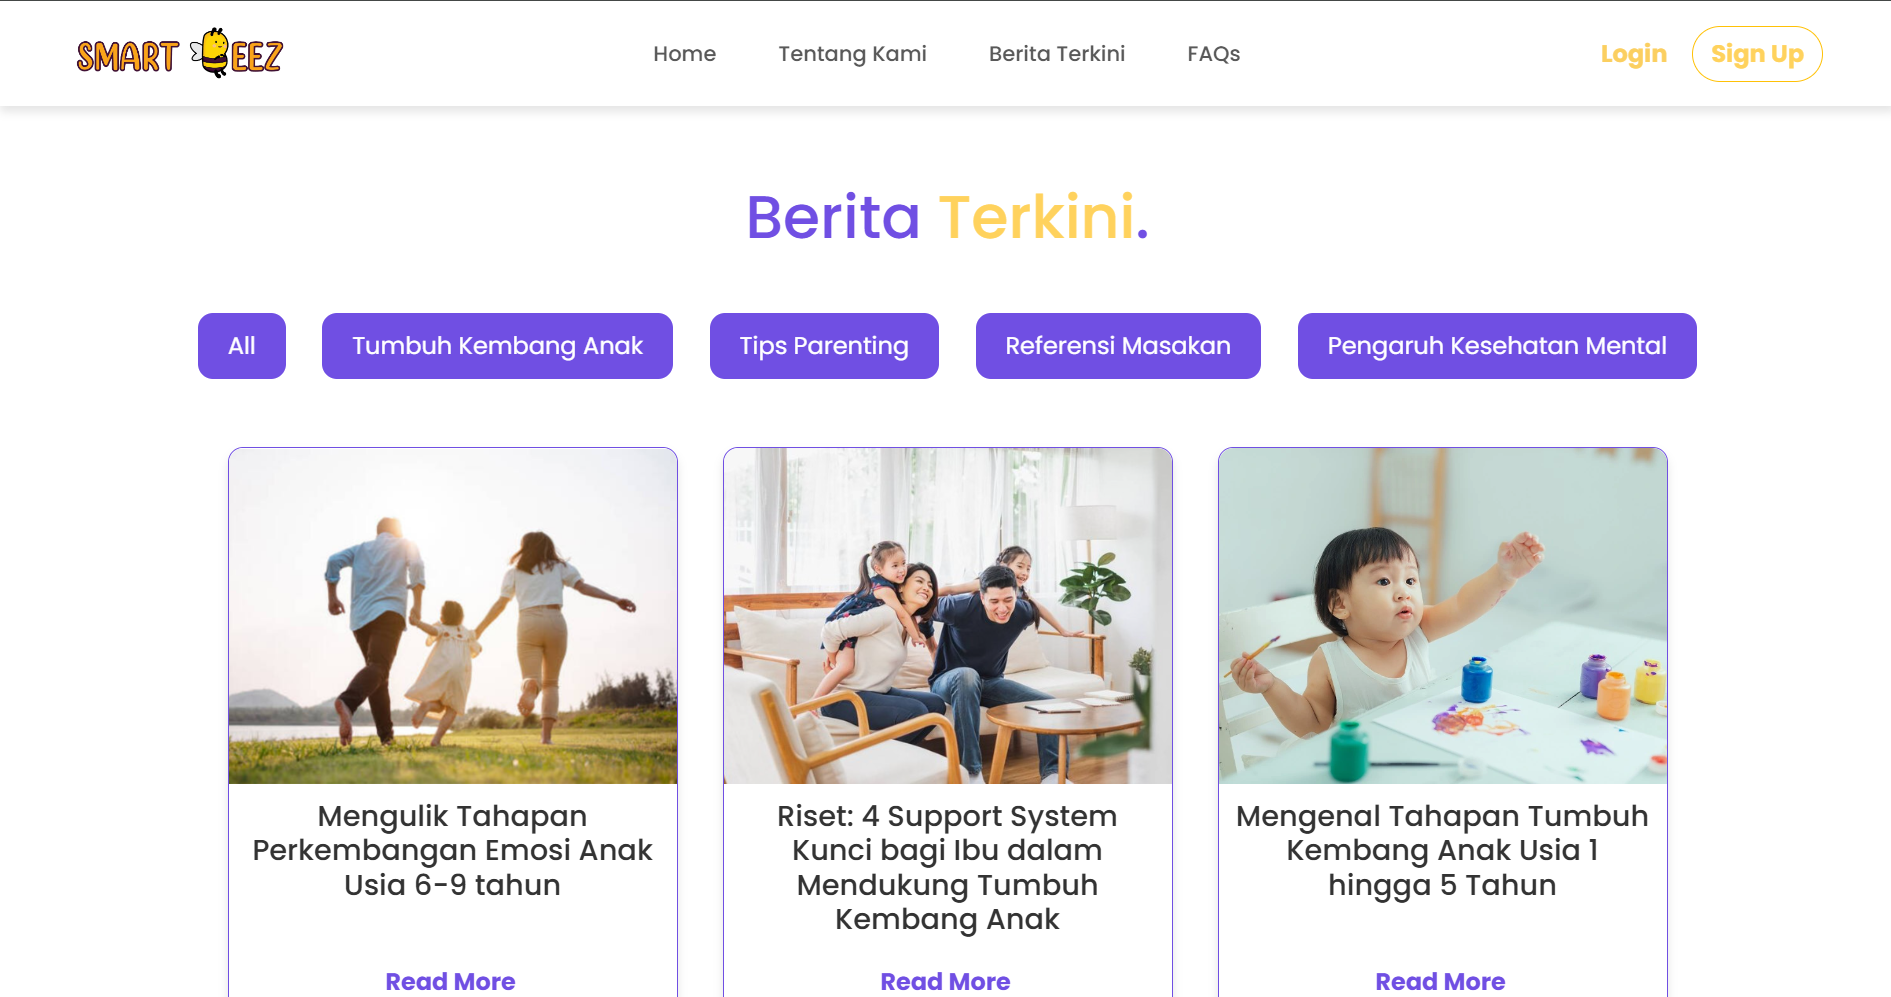 SMART BEEZ
Home
Tentang Kami
Berita Terkini
FAQs
Login
Sign Up
Berita Terkini.
All
Tumbuh Kembang Anak
Tips Parenting
Referensi Masakan
Pengaruh Kesehatan Mental
Mengulik Tahapan
Perkembangan Emosi Anak
Usia 6-9 tahun
Read More
Riset: 4 Support System
Kunci bagi Ibu dalam
Mendukung Tumbuh
Kembang Anak
Read More
Mengenal Tahapan Tumbuh
Kembang Anak Usia 1
hingga 5 Tahun
Read More